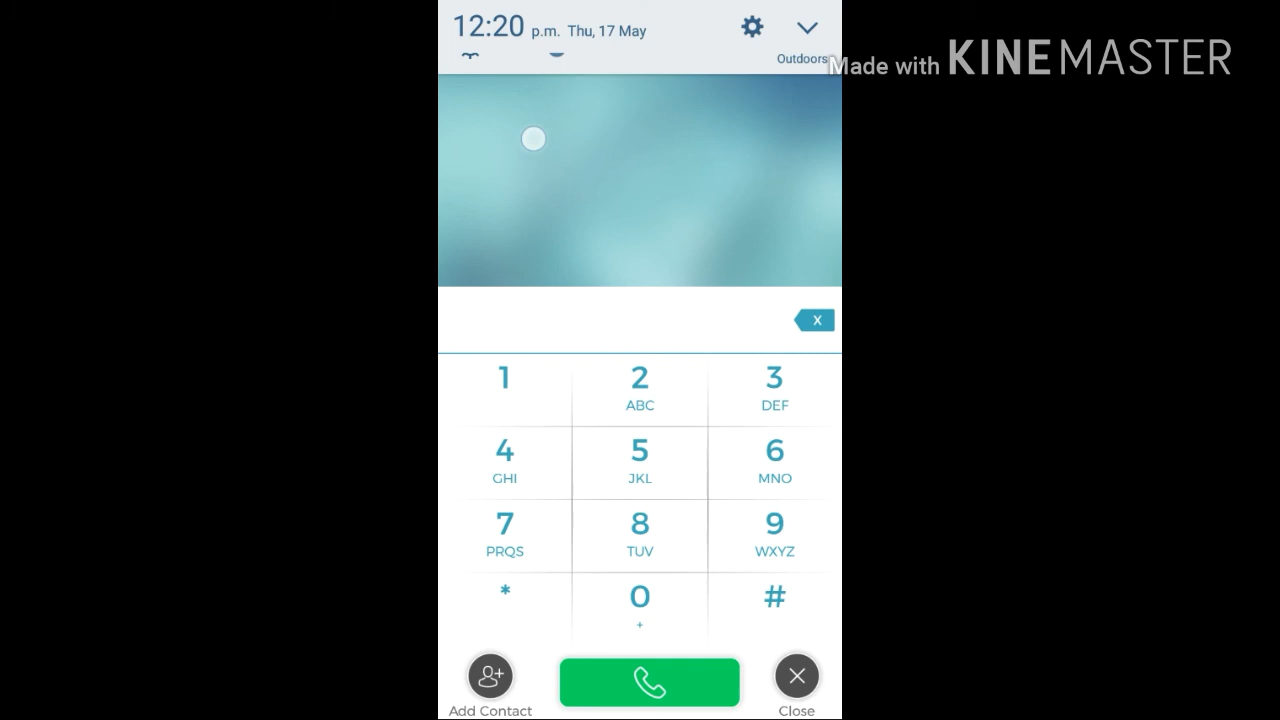 12:20 p.m. Thu, 17 May
Outdoors
Made with KINEMASTER
X
1 2 3
ABC DEF
4 5 6
GHI JKL MNO
7 8 9
PRQS TUV WXYZ
* 0 #
+
Add Contact Close